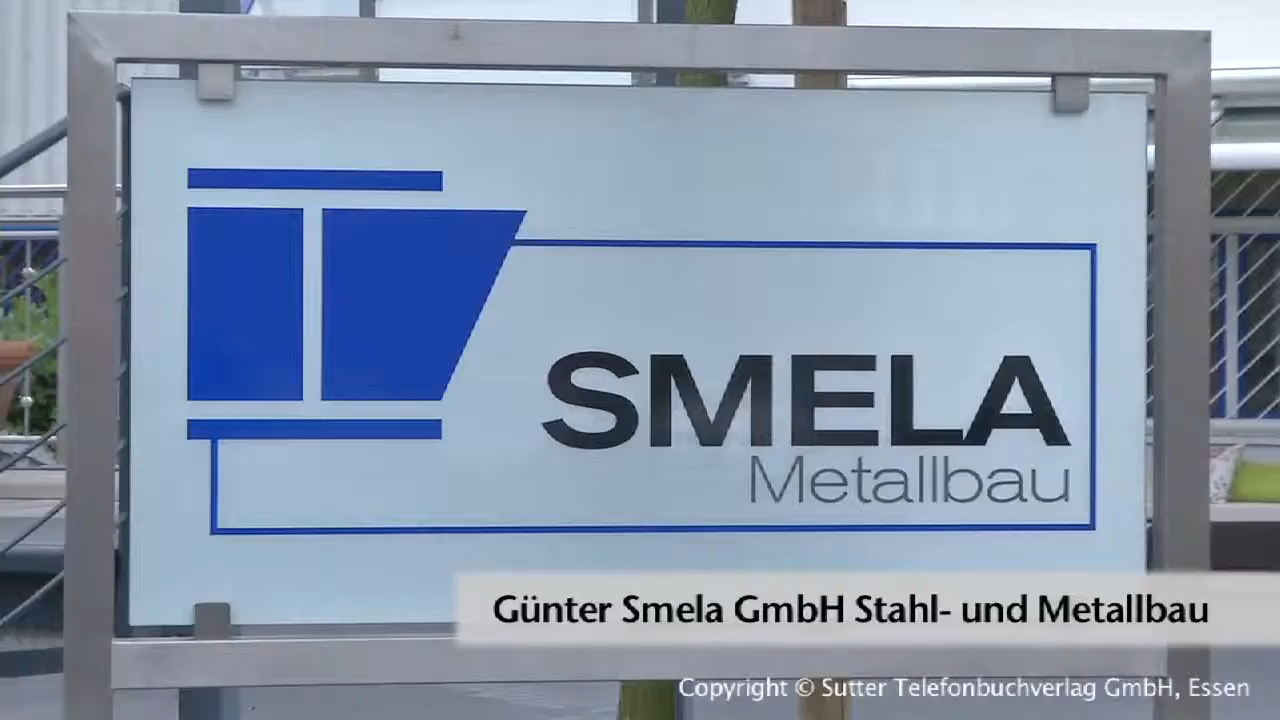 SMELA
Metallbau
Günter Smela GmbH Stahl- und Metallbau
Copyright © Sutter Telefonbuchverlag GmbH, Essen